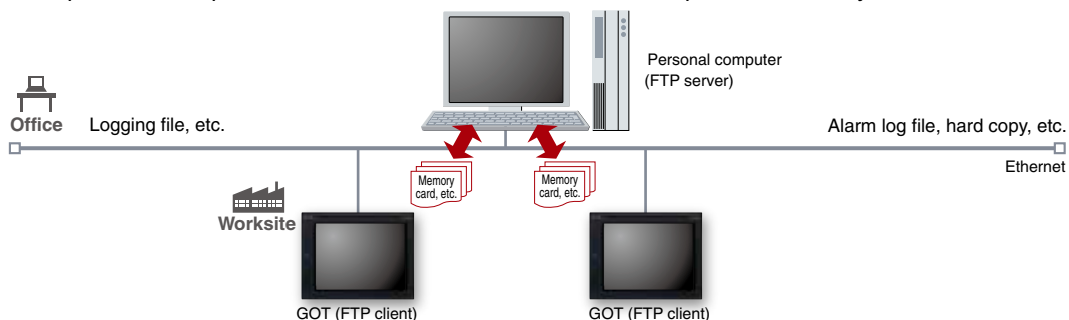 Personal computer
(FTP server)
Office
Logging file, etc.
Alarm log file, hard copy, etc.
Ethernet
Memory
card, etc.
Memory
card, etc.
Worksite
GOT (FTP client)
GOT (FTP client)